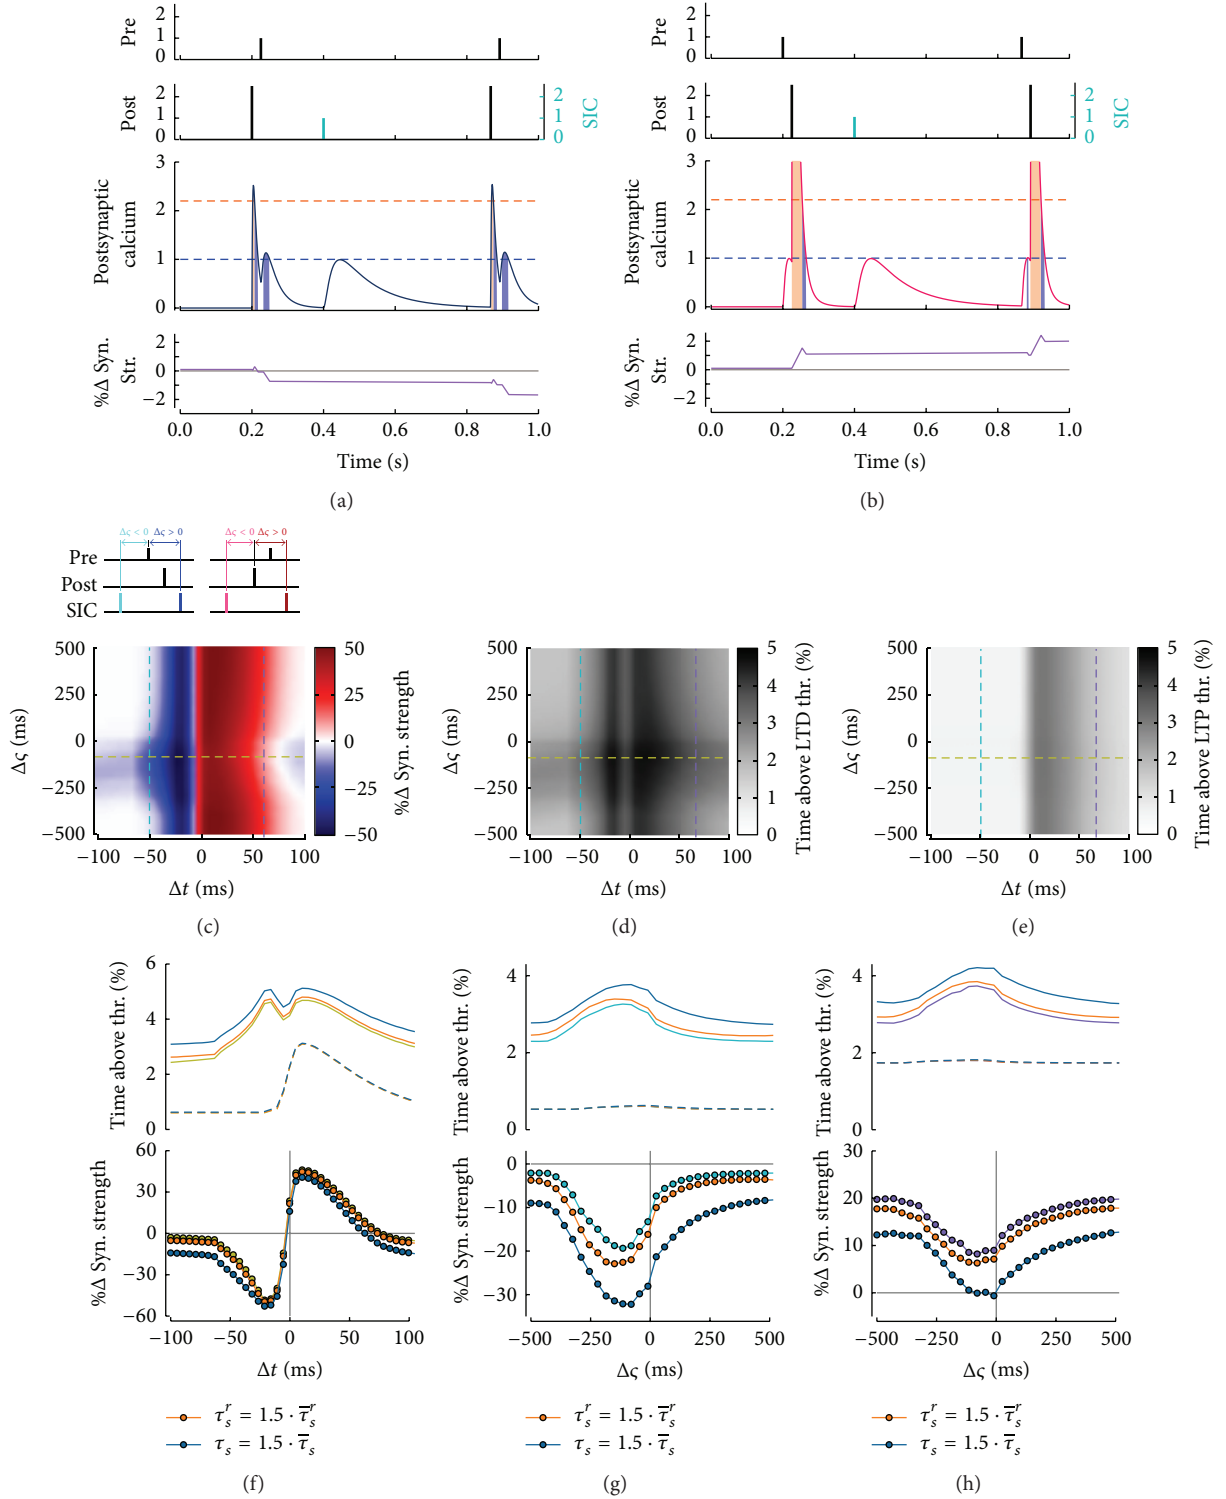 Pre
2
1
0
Post
2
1
0
2
1
0
SIC
Postsynaptic
calcium
3
2
1
0
%Δ Syn.
Str.
2
0
−2
0.0 0.2 0.4 0.6 0.8 1.0
Time (s)
(a)
Pre
2
1
0
Post
2
1
0
2
1
0
SIC
Postsynaptic
calcium
3
2
1
0
%Δ Syn.
Str.
2
0
−2
0.0 0.2 0.4 0.6 0.8 1.0
Time (s)
(b)
Δς < 0 Δς > 0 Δς < 0 Δς > 0
Pre
Post
SIC
Δς (ms)
500
250
0
−250
−500
−100 −50 0 50 100
Δt (ms)
50
25
0
−25
−50
%Δ Syn. strength
(c)
Δς (ms)
500
250
0
−250
−500
−100 −50 0 50 100
Δt (ms)
5
4
3
2
1
0
Time above LTD thr. (%)
(d)
Δς (ms)
500
250
0
−250
−500
−100 −50 0 50 100
Δt (ms)
5
4
3
2
1
0
Time above LTP thr. (%)
(e)
Time above thr. (%)
6
4
2
0
%Δ Syn. strength
60
30
0
−30
−60
−100 −50 0 50 100
Δt (ms)
τ_s^r = 1.5 · τ̅_s^r
τ_s = 1.5 · τ̅_s
(f)
Time above thr. (%)
4
2
0
%Δ Syn. strength
0
−10
−20
−30
−500 −250 0 250 500
Δς (ms)
τ_s^r = 1.5 · τ̅_s^r
τ_s = 1.5 · τ̅_s
(g)
Time above thr. (%)
4
2
0
%Δ Syn. strength
30
20
10
0
−500 −250 0 250 500
Δς (ms)
τ_s^r = 1.5 · τ̅_s^r
τ_s = 1.5 · τ̅_s
(h)